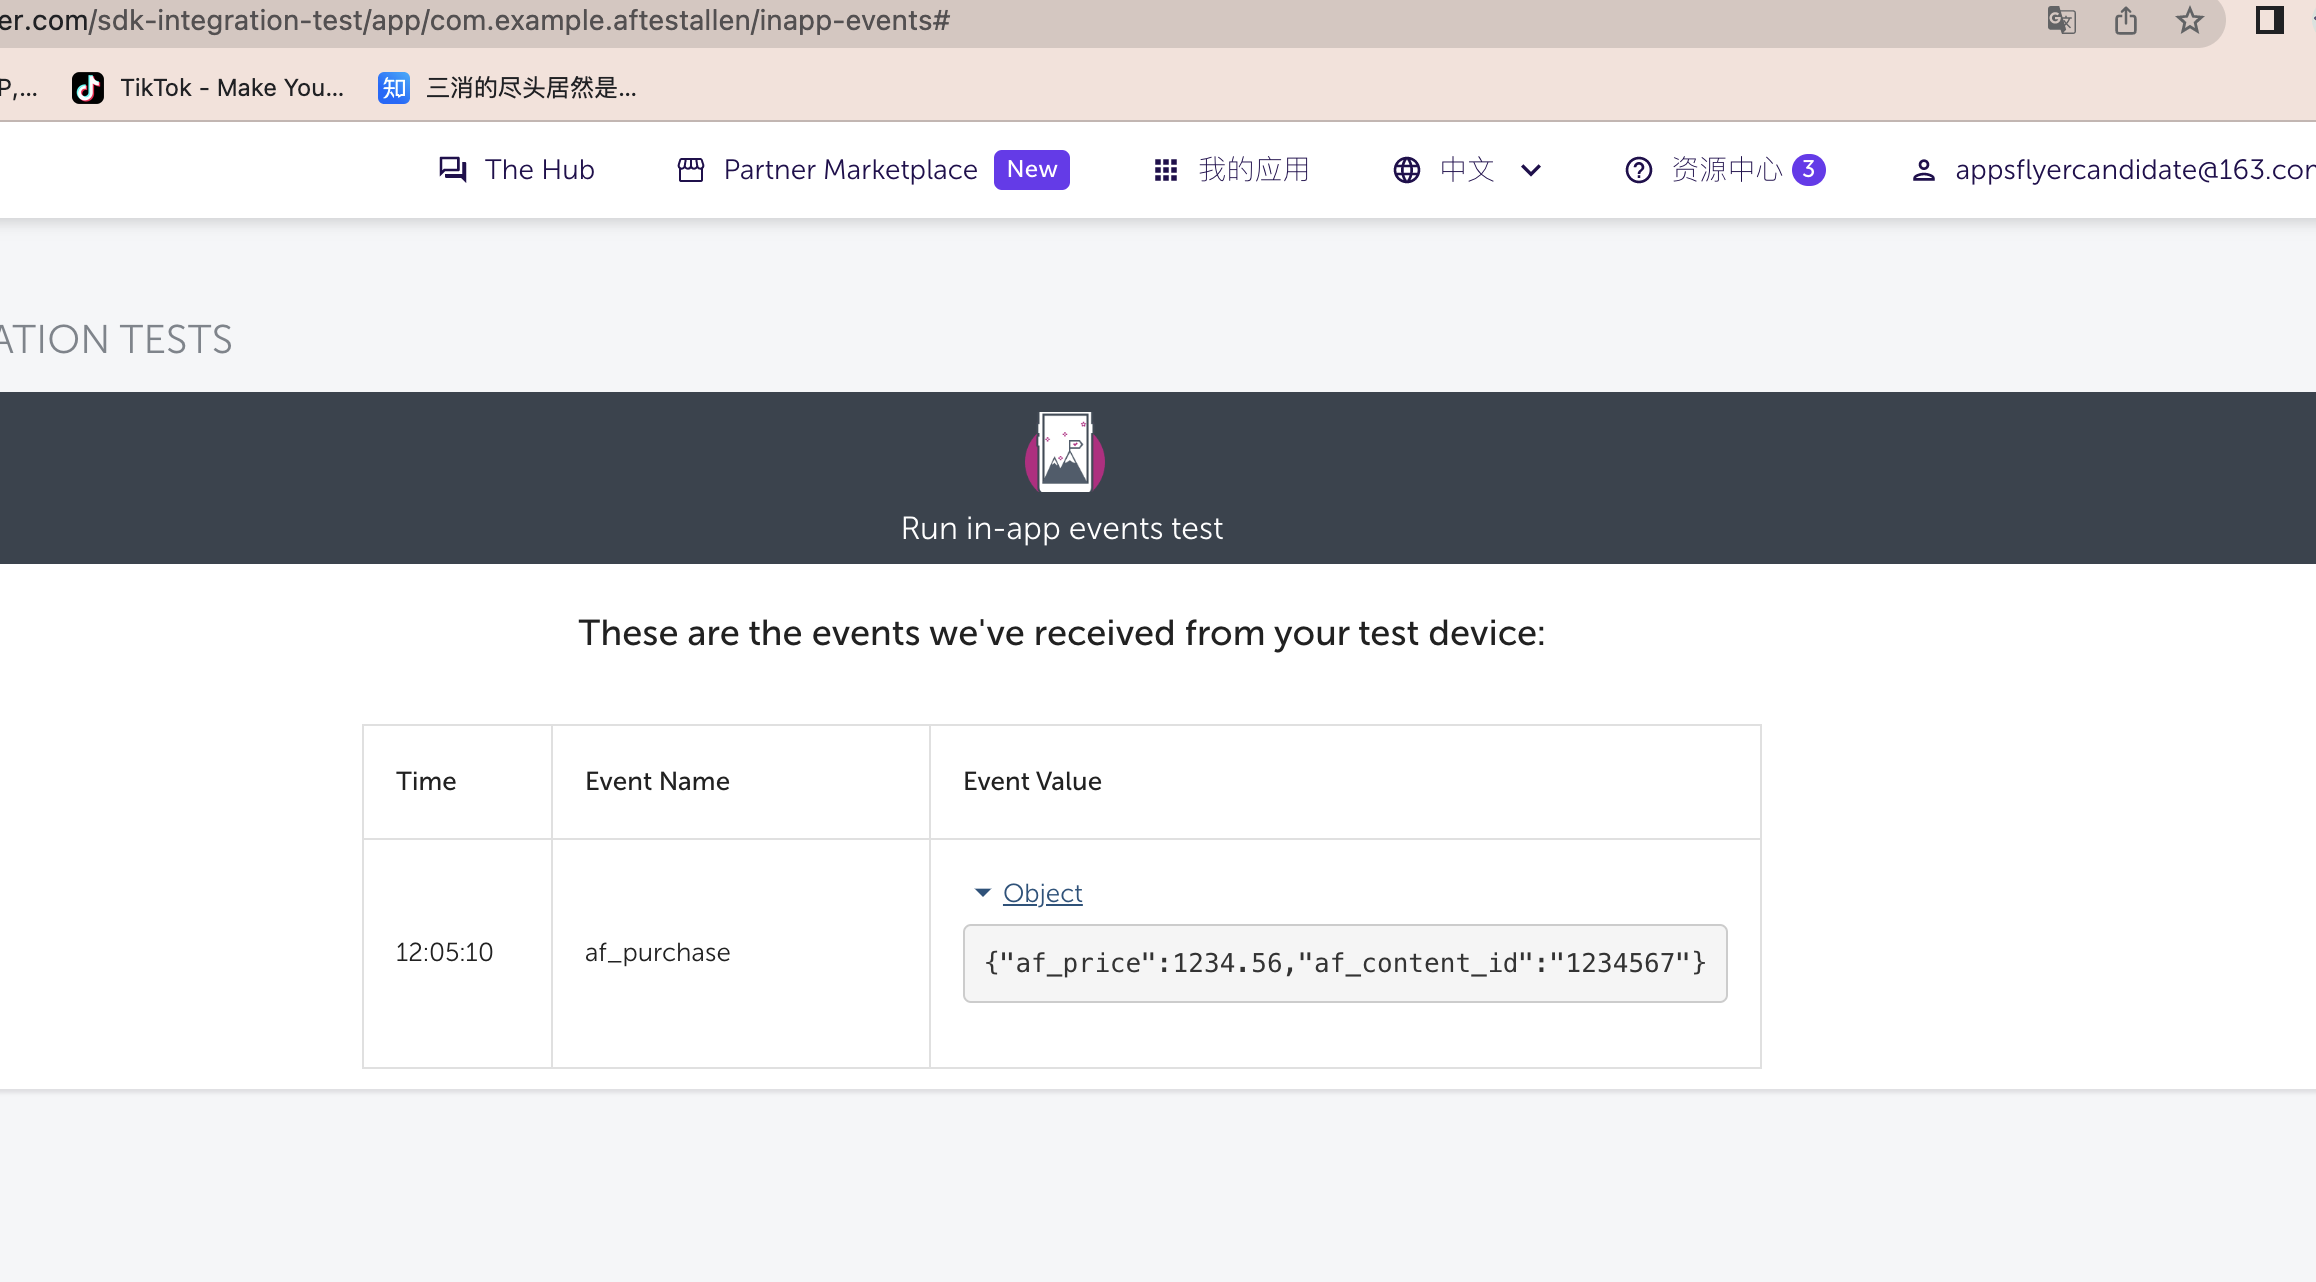 er.com/sdk-integration-test/app/com.example.aftestallen/inapp-events#
P,... TikTok - Make You... 知 三消的尽头居然是...
The Hub Partner Marketplace New 我的应用 中文 资源中心 3 appsflyercandidate@163.com
ATION TESTS
Run in-app events test
These are the events we've received from your test device:
Time Event Name Event Value
Object
12:05:10 af_purchase
{"af_price":1234.56,"af_content_id":"1234567"}